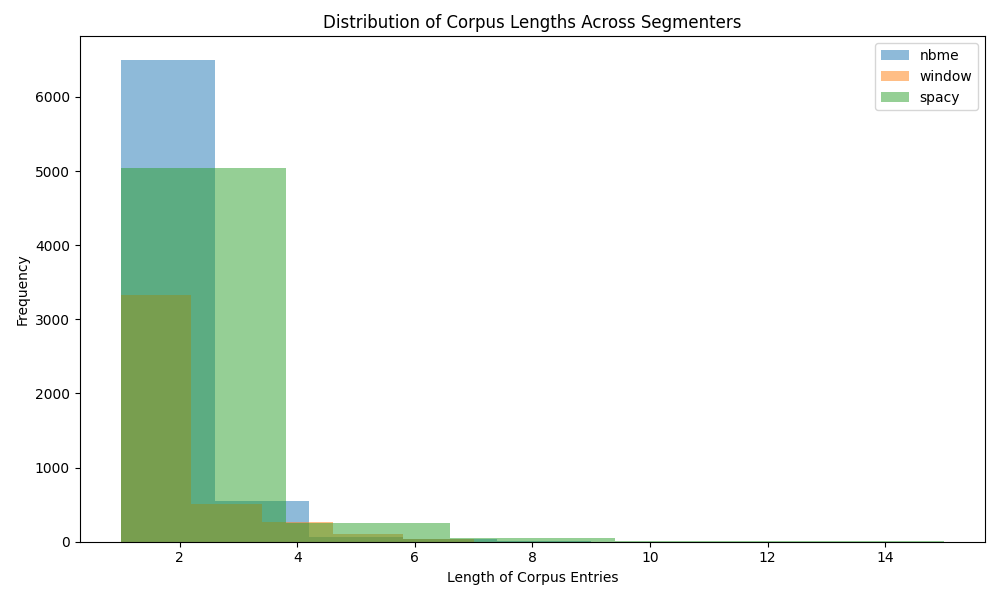 Distribution of Corpus Lengths Across Segmenters
nbme
window
spacy
Frequency
6000
5000
4000
3000
2000
1000
0
2 4 6 8 10 12 14
Length of Corpus Entries